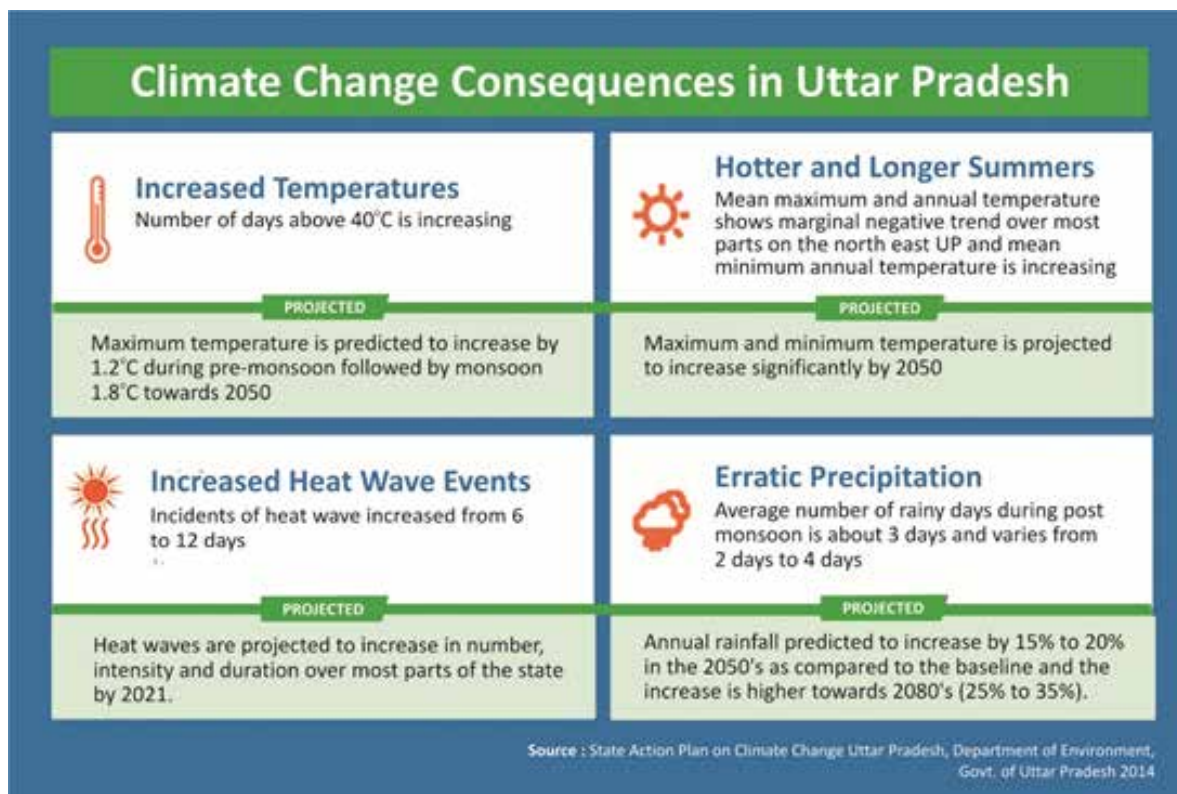 Climate Change Consequences in Uttar Pradesh
Increased Temperatures
Number of days above 40°C is increasing
PROJECTED
Maximum temperature is predicted to increase by
1.2°C during pre-monsoon followed by monsoon
1.8°C towards 2050
Hotter and Longer Summers
Mean maximum and annual temperature
shows marginal negative trend over most
parts on the north east UP and mean
minimum annual temperature is increasing
PROJECTED
Maximum and minimum temperature is projected
to increase significantly by 2050
Increased Heat Wave Events
Incidents of heat wave increased from 6
to 12 days
PROJECTED
Heat waves are projected to increase in number,
intensity and duration over most parts of the state
by 2021.
Erratic Precipitation
Average number of rainy days during post
monsoon is about 3 days and varies from
2 days to 4 days
PROJECTED
Annual rainfall predicted to increase by 15% to 20%
in the 2050's as compared to the baseline and the
increase is higher towards 2080's (25% to 35%).
Source : State Action Plan on Climate Change Uttar Pradesh, Department of Environment,
Govt. of Uttar Pradesh 2014